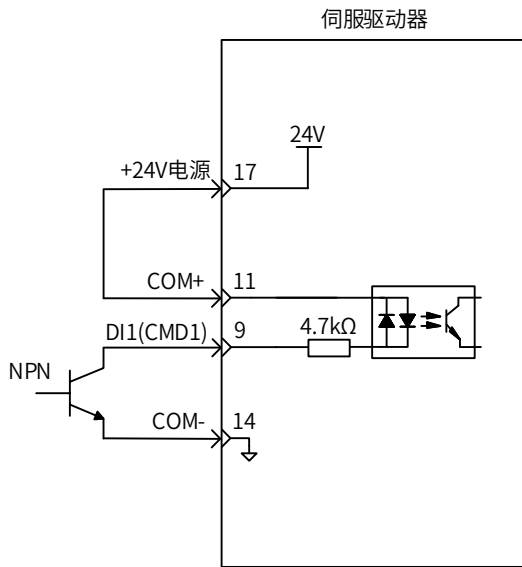 伺服驱动器
24V
+24V电源 17
COM+ 11
DI1(CMD1) 9 4.7kΩ
NPN
COM- 14